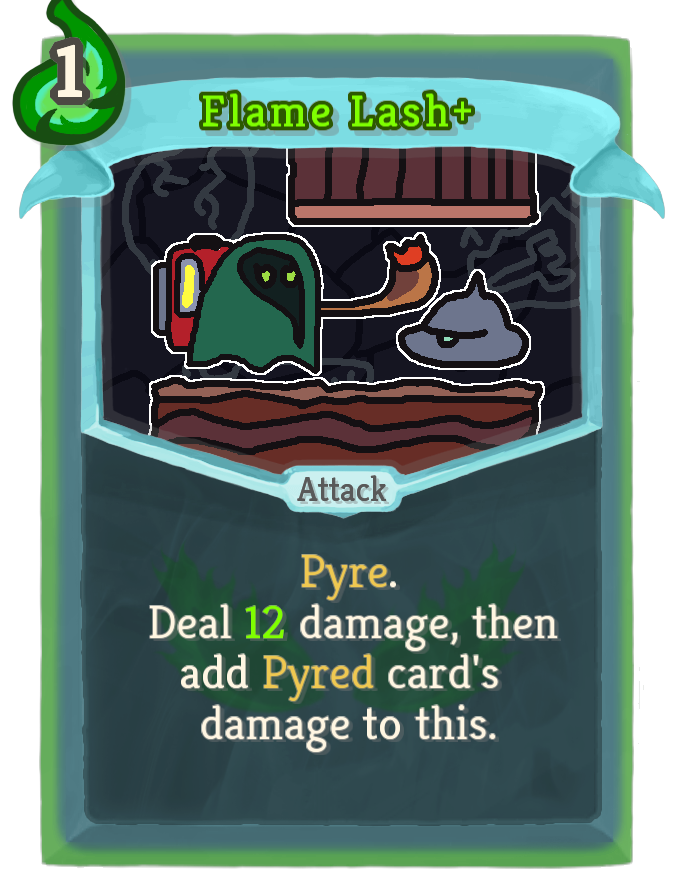 1
Flame Lash+
Attack
Pyre.
Deal 12 damage, then
add Pyred card's
damage to this.